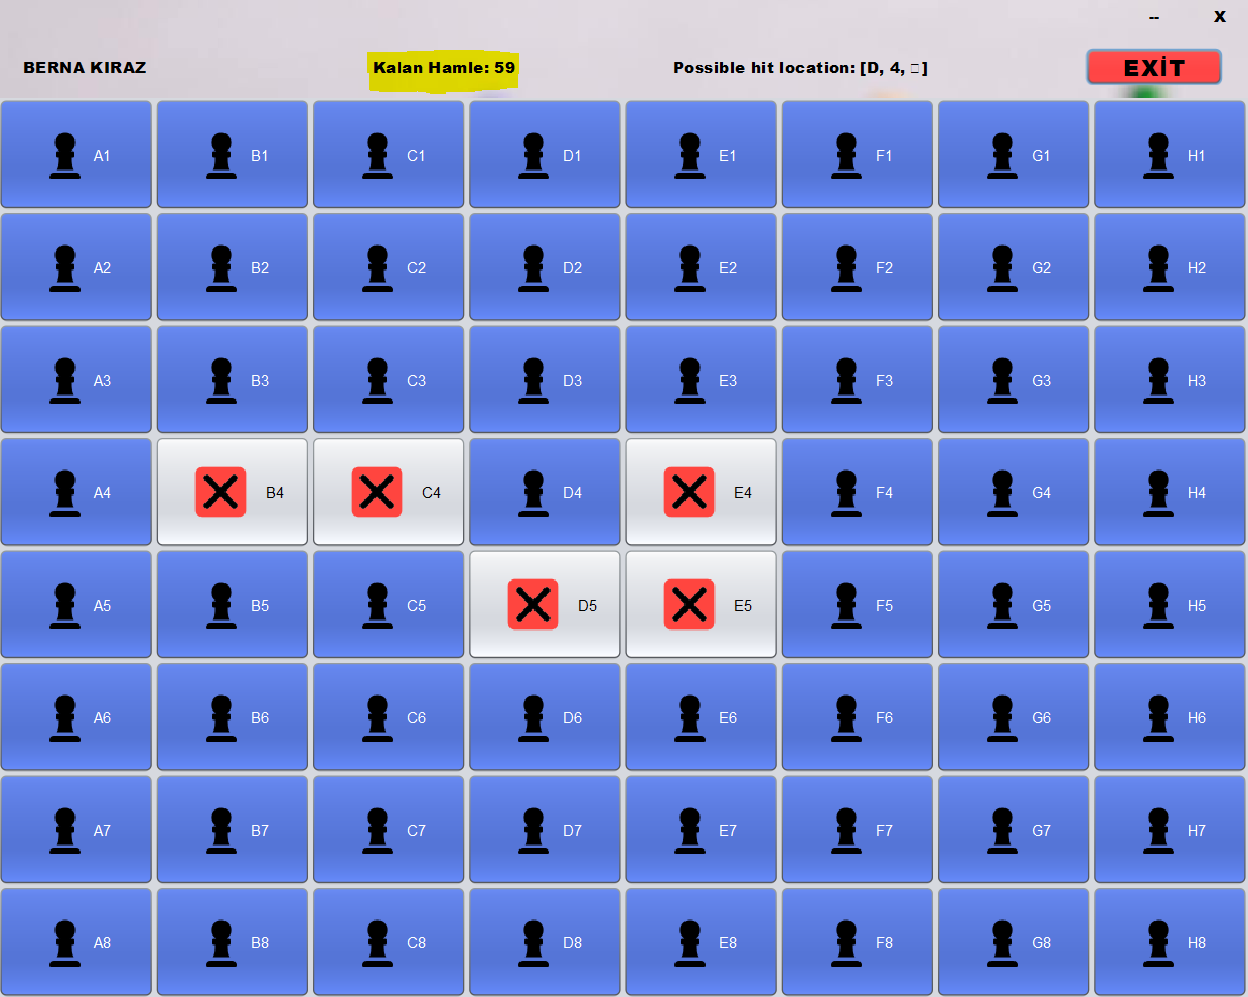 -- X
BERNA KIRAZ Kalan Hamle: 59 Possible hit location: [D, 4, □] EXİT
A1 B1 C1 D1 E1 F1 G1 H1
A2 B2 C2 D2 E2 F2 G2 H2
A3 B3 C3 D3 E3 F3 G3 H3
A4 B4 C4 D4 E4 F4 G4 H4
A5 B5 C5 D5 E5 F5 G5 H5
A6 B6 C6 D6 E6 F6 G6 H6
A7 B7 C7 D7 E7 F7 G7 H7
A8 B8 C8 D8 E8 F8 G8 H8